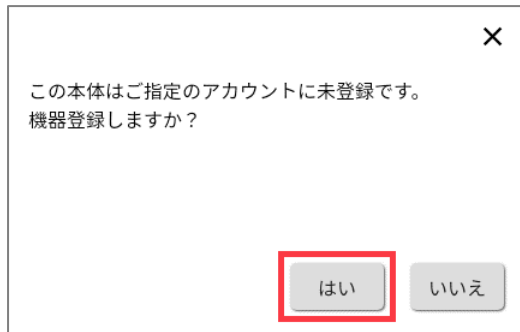 この本体はご指定のアカウントに未登録です。
機器登録しますか？
はい
いいえ